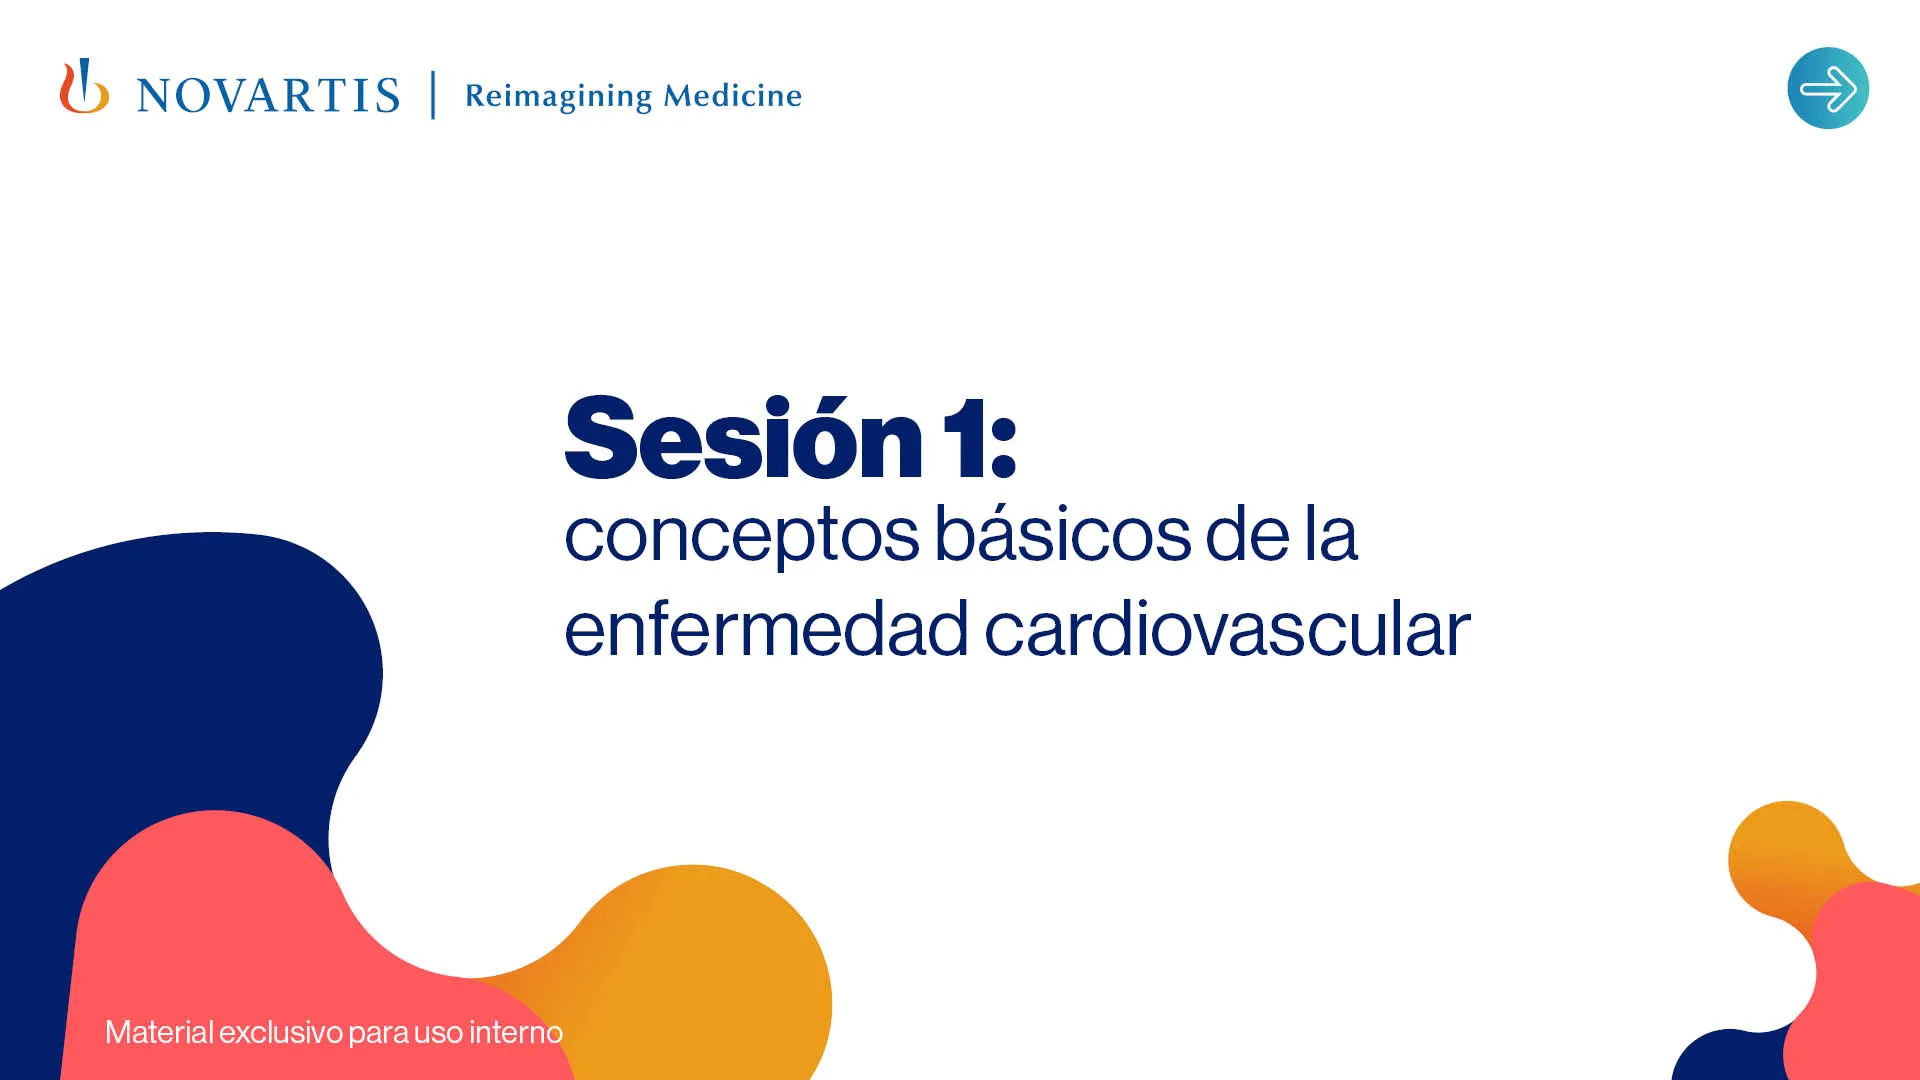 NOVARTIS | Reimagining Medicine
Sesión 1:
conceptos básicos de la
enfermedad cardiovascular
Material exclusivo para uso interno